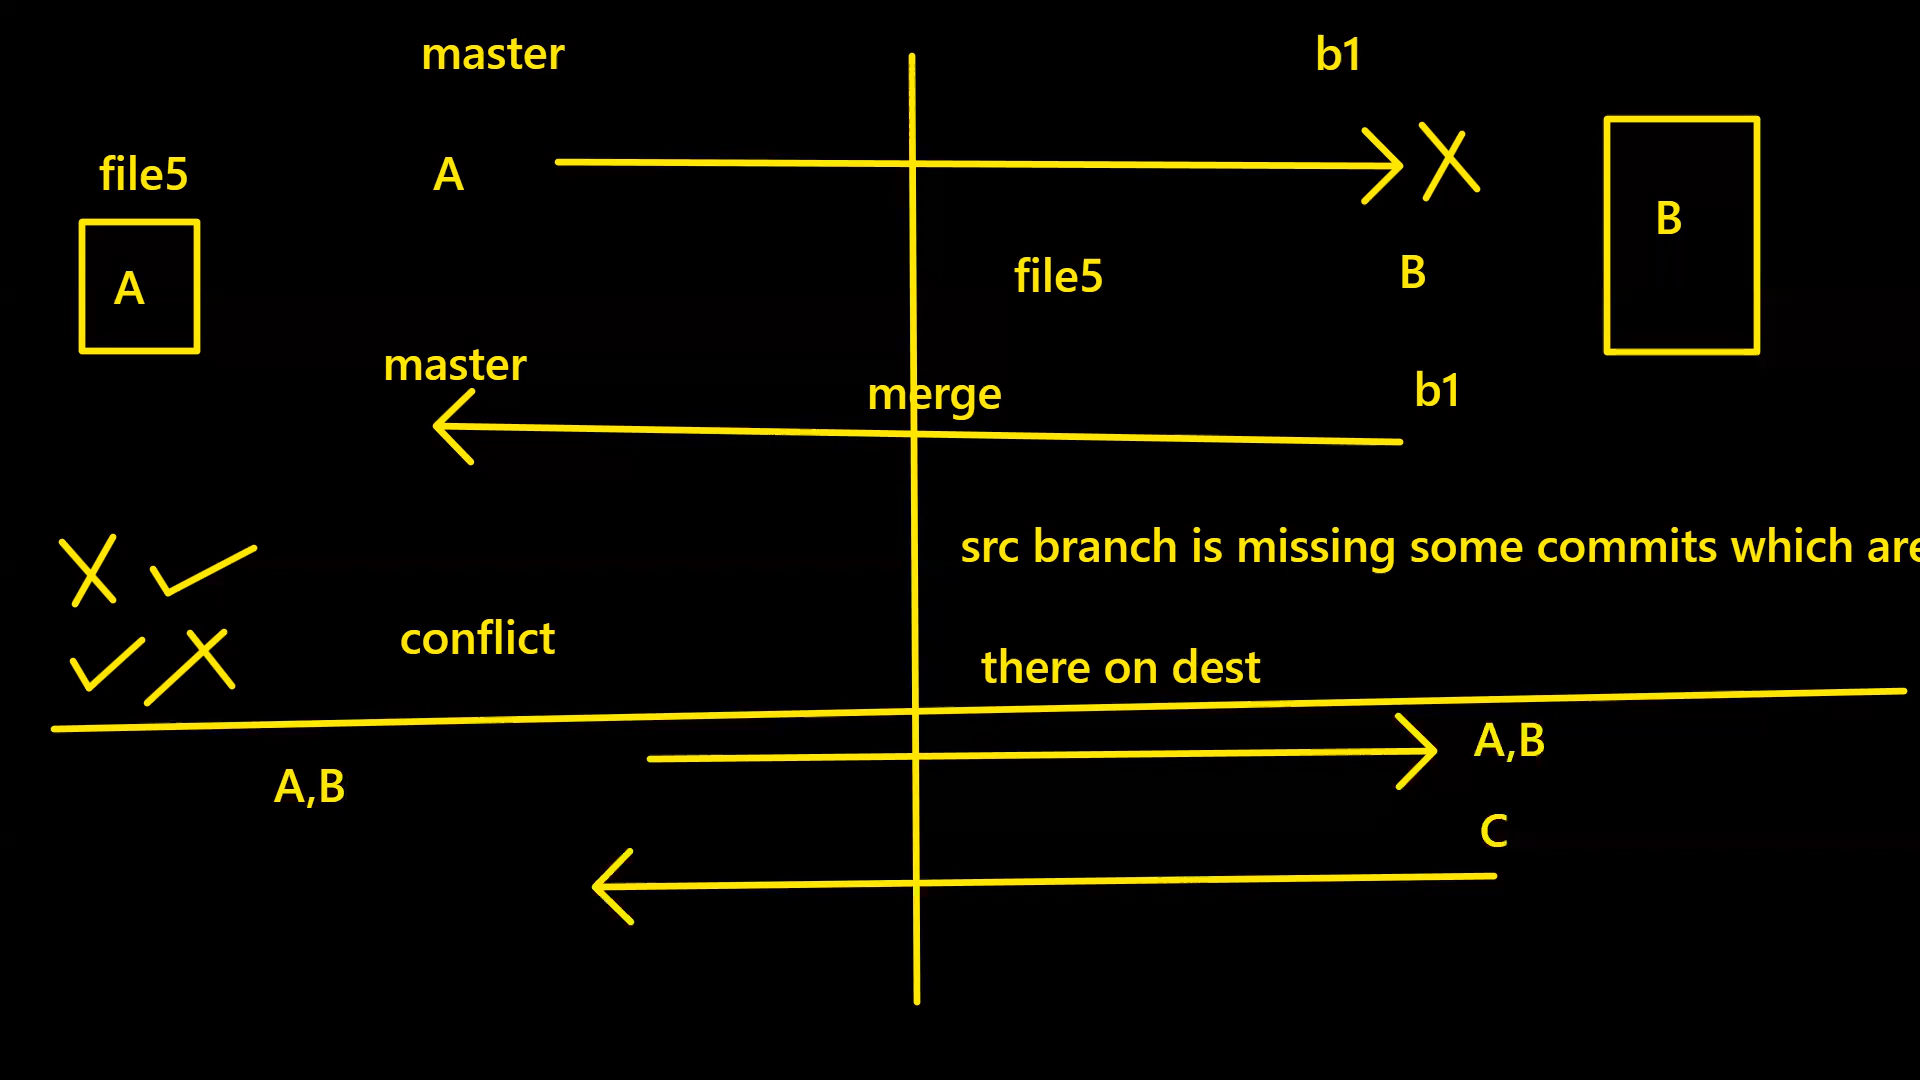 master
b1
file5
A
A
B
file5
B
master
merge
b1
src branch is missing some commits which are
conflict
there on dest
A,B
A,B
C